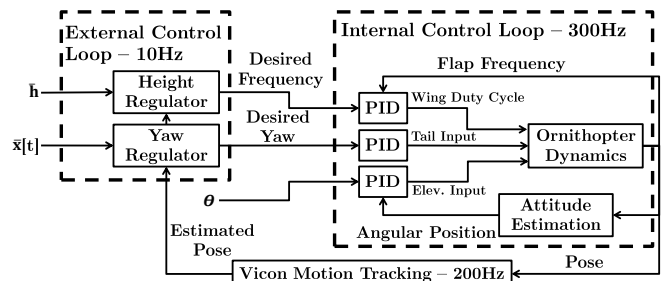 External Control
Loop – 10Hz
Internal Control Loop – 300Hz
Desired
Frequency
Flap Frequency
h̄
Height
Regulator
PID
Wing Duty Cycle
Desired
Yaw
x̄[t]
Yaw
Regulator
PID
Tail Input
Ornithopter
Dynamics
PID
Elev. Input
θ
Attitude
Estimation
Angular Position
Estimated
Pose
Vicon Motion Tracking – 200Hz
Pose